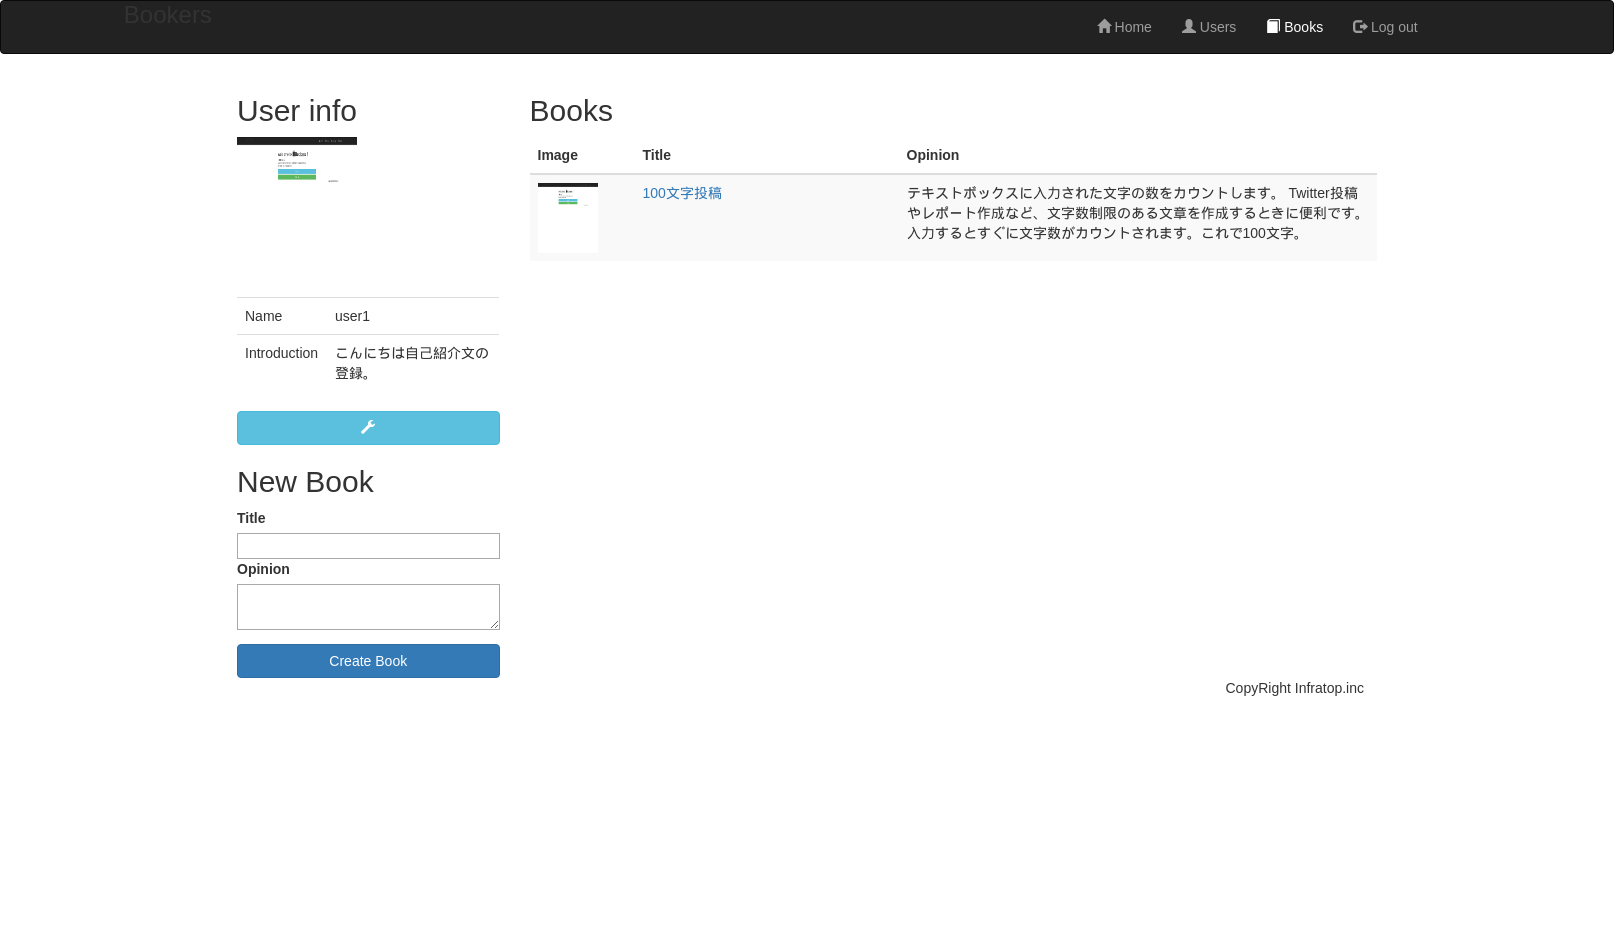 Bookers
Home Users Books Log out
User info
Name user1
Introduction こんにちは自己紹介文の
登録。
New Book
Title
Opinion
Create Book
Books
Image Title Opinion
100文字投稿
テキストボックスに入力された文字の数をカウントします。 Twitter投稿
やレポート作成など、文字数制限のある文章を作成するときに便利です。
入力するとすぐに文字数がカウントされます。これで100文字。
CopyRight Infratop.inc